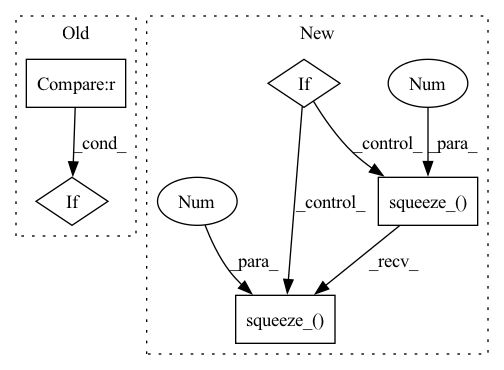 Old
New
Compare:r
If
Num
_cond_
_control_
_para_
If
Num
squeeze_()
_control_
_para_
_recv_
squeeze_()